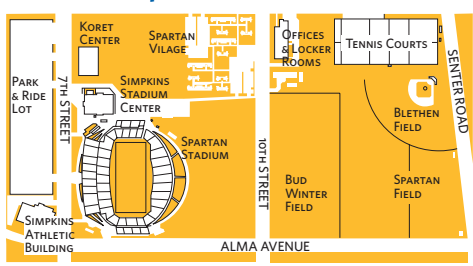 Koret
Center
Spartan
Vilage
Offices
& Locker
Rooms
Tennis Courts
Park
& Ride
Lot
7th Street
Simpkins
Stadium
Center
Senter Road
Blethen
Field
Spartan
Stadium
10th Street
Bud
Winter
Field
Spartan
Field
Simpkins
Athletic
Building
Alma Avenue